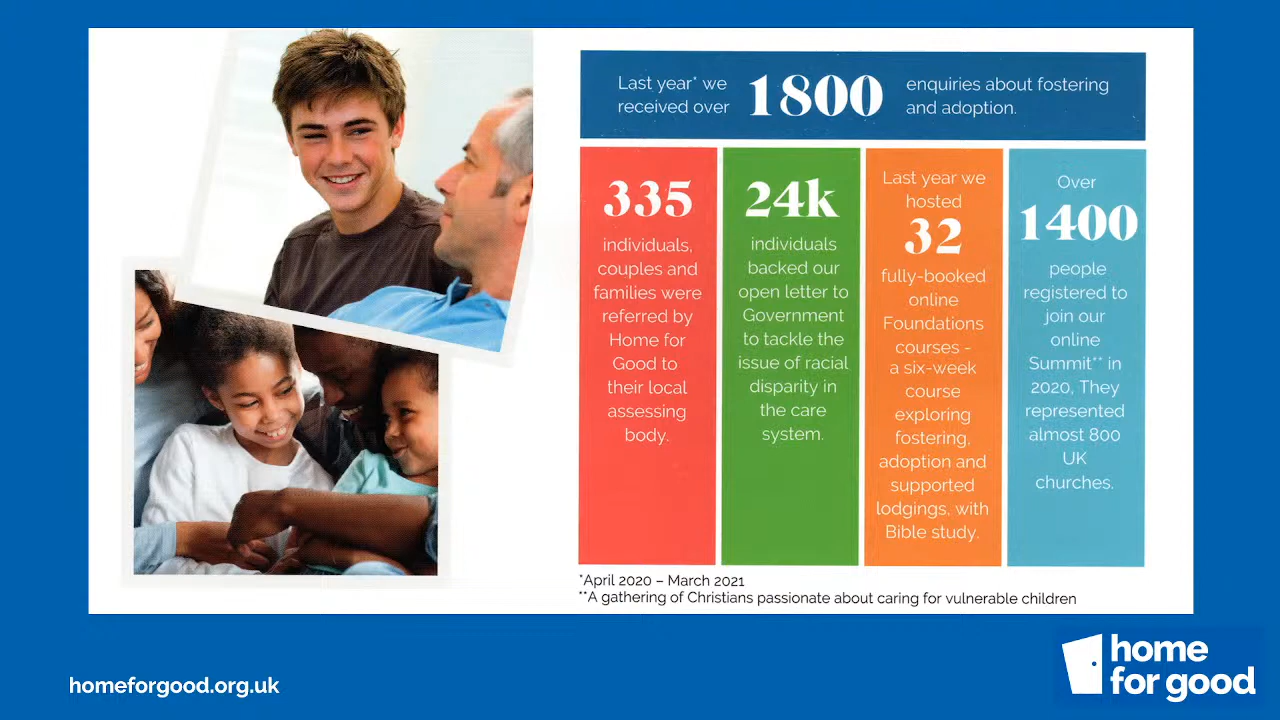 Last year* we
received over
1800
enquiries about fostering
and adoption.
335
individuals,
couples and
families were
referred by
Home for
Good to
their local
assessing
body.
24k
individuals
backed our
open letter to
Government
to tackle the
issue of racial
disparity in
the care
system.
Last year we
hosted
32
fully-booked
online
Foundations
courses -
a six-week
course
exploring
fostering,
adoption and
supported
lodgings, with
Bible study.
Over
1400
people
registered to
join our
online
Summit** in
2020. They
represented
almost 800
UK
churches.
*April 2020 – March 2021
**A gathering of Christians passionate about caring for vulnerable children
homeforgood.org.uk
home
for good